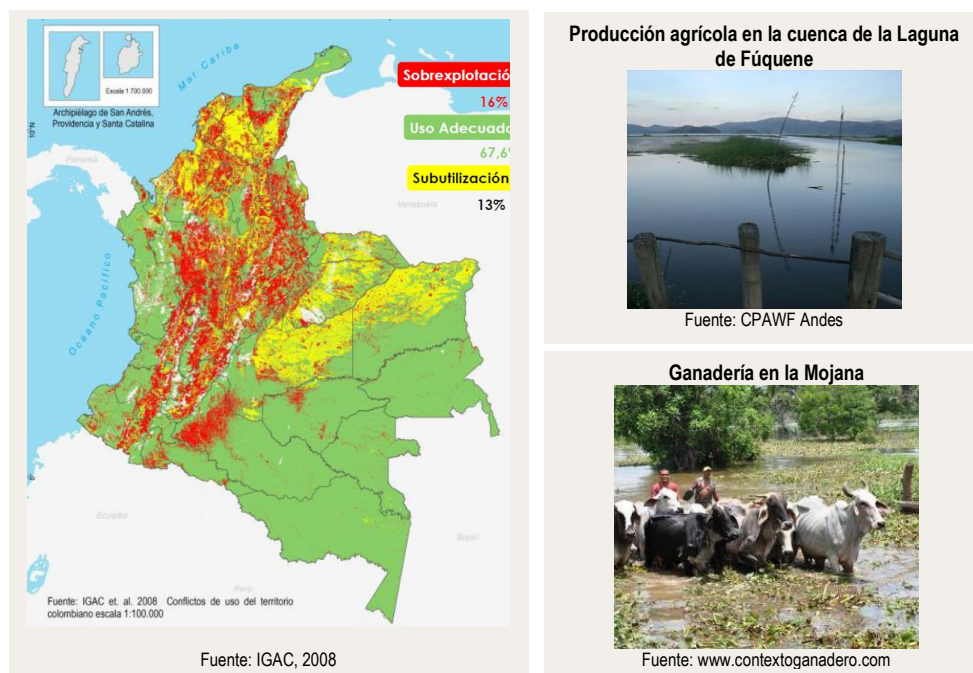 Mar Caribe
Escala 1:700.000
Archipiélago de San Andrés,
Providencia y Santa Catalina
10°N
Panamá
Sobrexplotació
16%
Uso Adecuado
67,6%
Subutilización
13%
Venezuela
Océano Pacífico
0°
Ecuador
Brasil
Perú
Fuente: IGAC et. al. 2008 Conflictos de uso del territorio
colombiano escala 1:100.000
Fuente: IGAC, 2008
Producción agrícola en la cuenca de la Laguna
de Fúquene
Fuente: CPAWF Andes
Ganadería en la Mojana
Fuente: www.contextoganadero.com